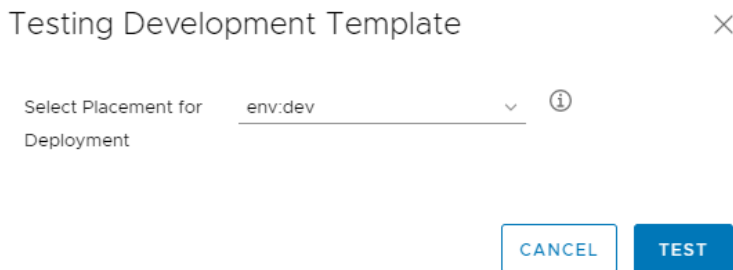 Testing Development Template
Select Placement for env:dev
Deployment
CANCEL TEST